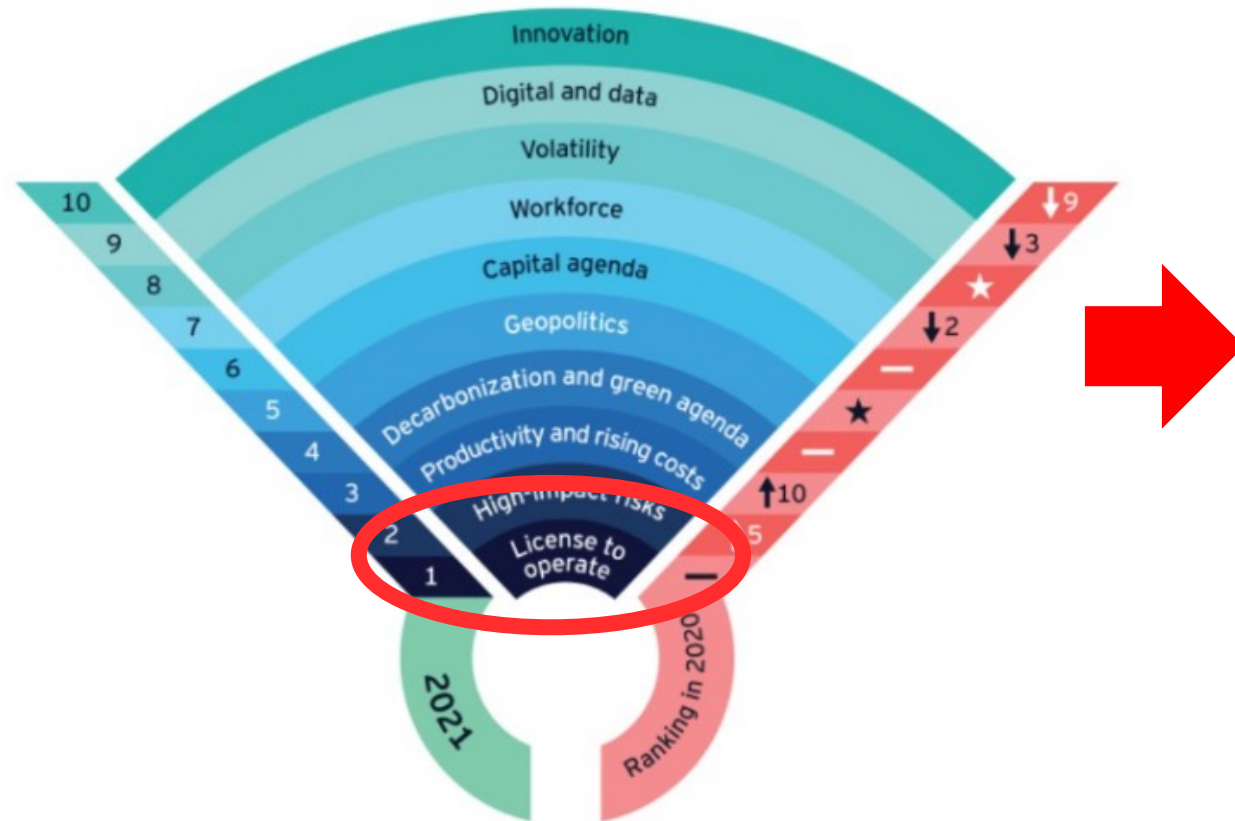 Innovation
Digital and data
Volatility
Workforce
Capital agenda
Geopolitics
Decarbonization and green agenda
Productivity and rising costs
High-impact risks
License to
operate
10
9
8
7
6
5
4
3
2
1
2021
9
3
2
10
5
Ranking in 2020